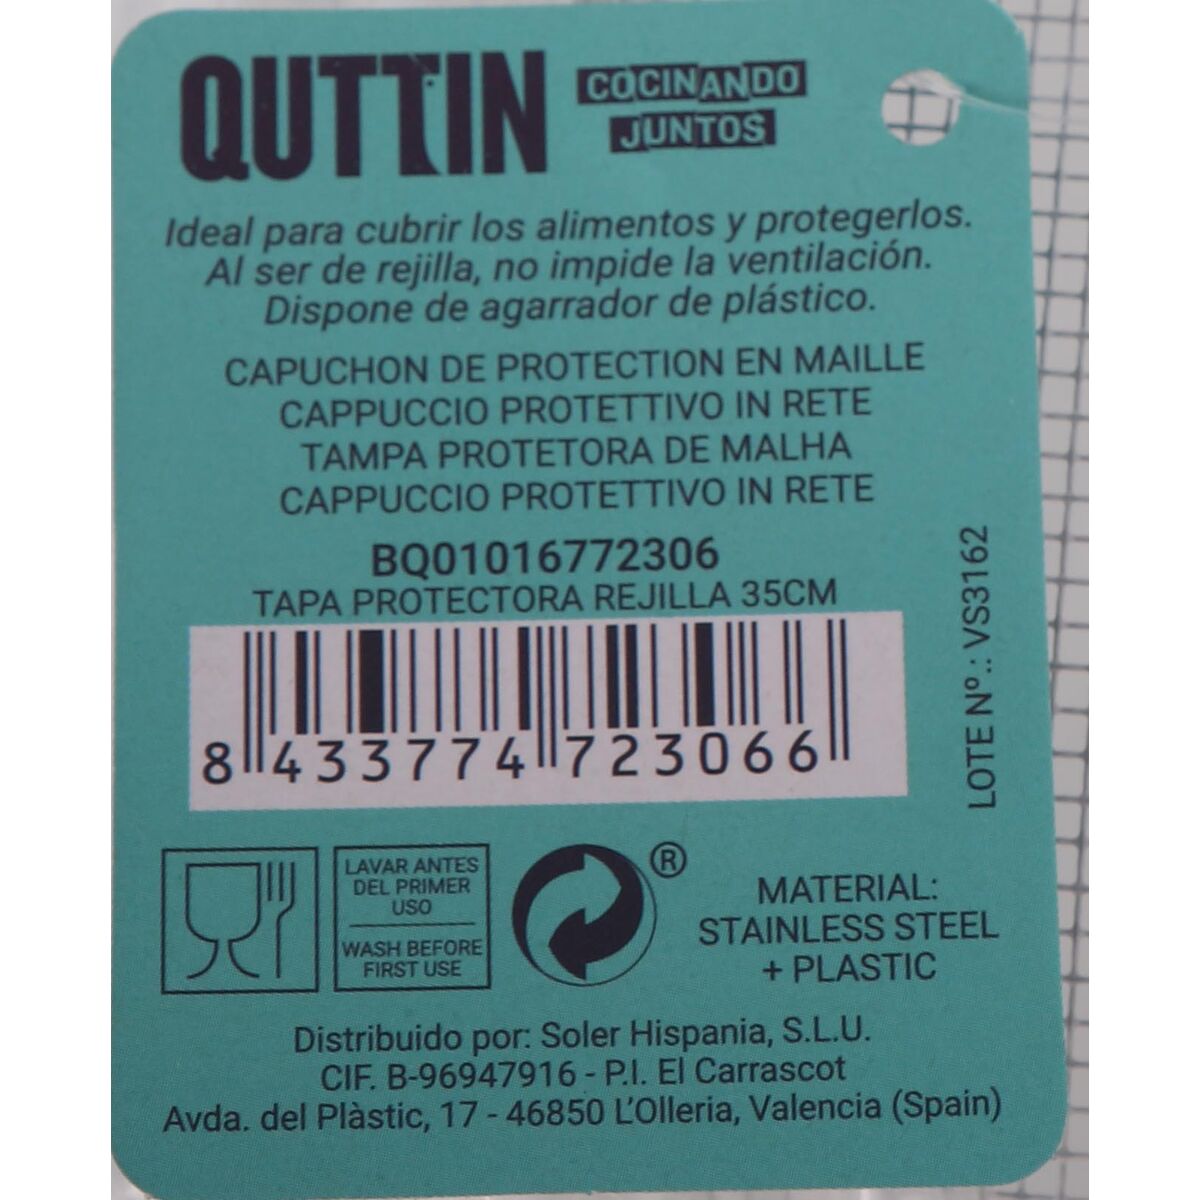 QUTTIN
COCINANDO
JUNTOS
Ideal para cubrir los alimentos y protegerlos.
Al ser de rejilla, no impide la ventilación.
Dispone de agarrador de plástico.
CAPUCHON DE PROTECTION EN MAILLE
CAPPUCCIO PROTETTIVO IN RETE
TAMPA PROTETORA DE MALHA
CAPPUCCIO PROTETTIVO IN RETE
BQ01016772306
TAPA PROTECTORA REJILLA 35CM
8 433774 723066
LOTE Nº.: VS3162
LAVAR ANTES
DEL PRIMER
USO
WASH BEFORE
FIRST USE
®
MATERIAL:
STAINLESS STEEL
+ PLASTIC
Distribuido por: Soler Hispania, S.L.U.
CIF. B-96947916 - P.I. El Carrascot
Avda. del Plàstic, 17 - 46850 L'Olleria, Valencia (Spain)